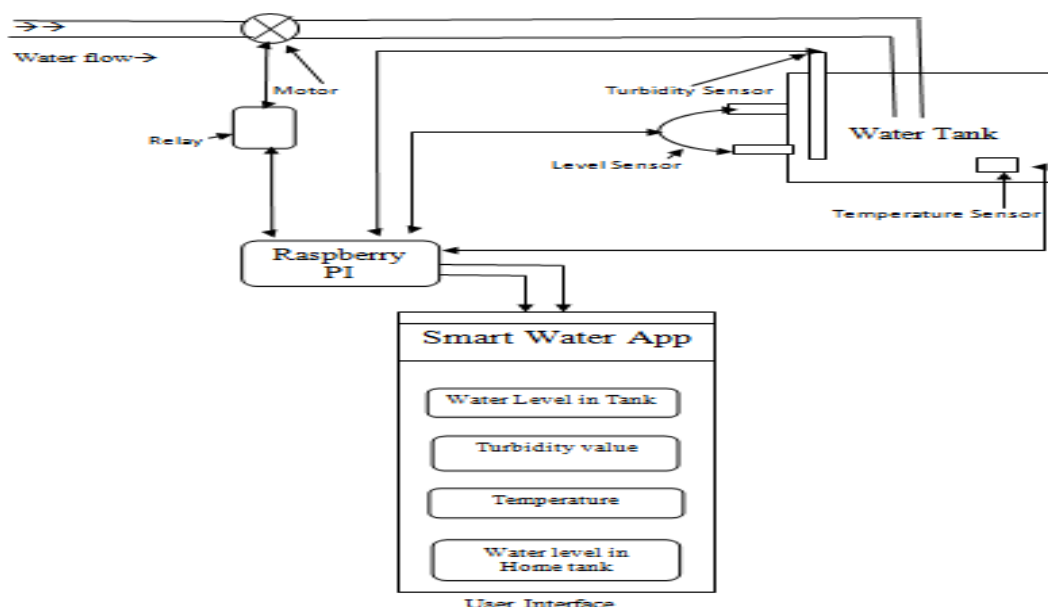 Water flow→
Motor
Relay
Turbidity Sensor
Level Sensor
Water Tank
Temperature Sensor
Raspberry
PI
Smart Water App
Water Level in Tank
Turbidity value
Temperature
Water level in
Home tank
User Interface